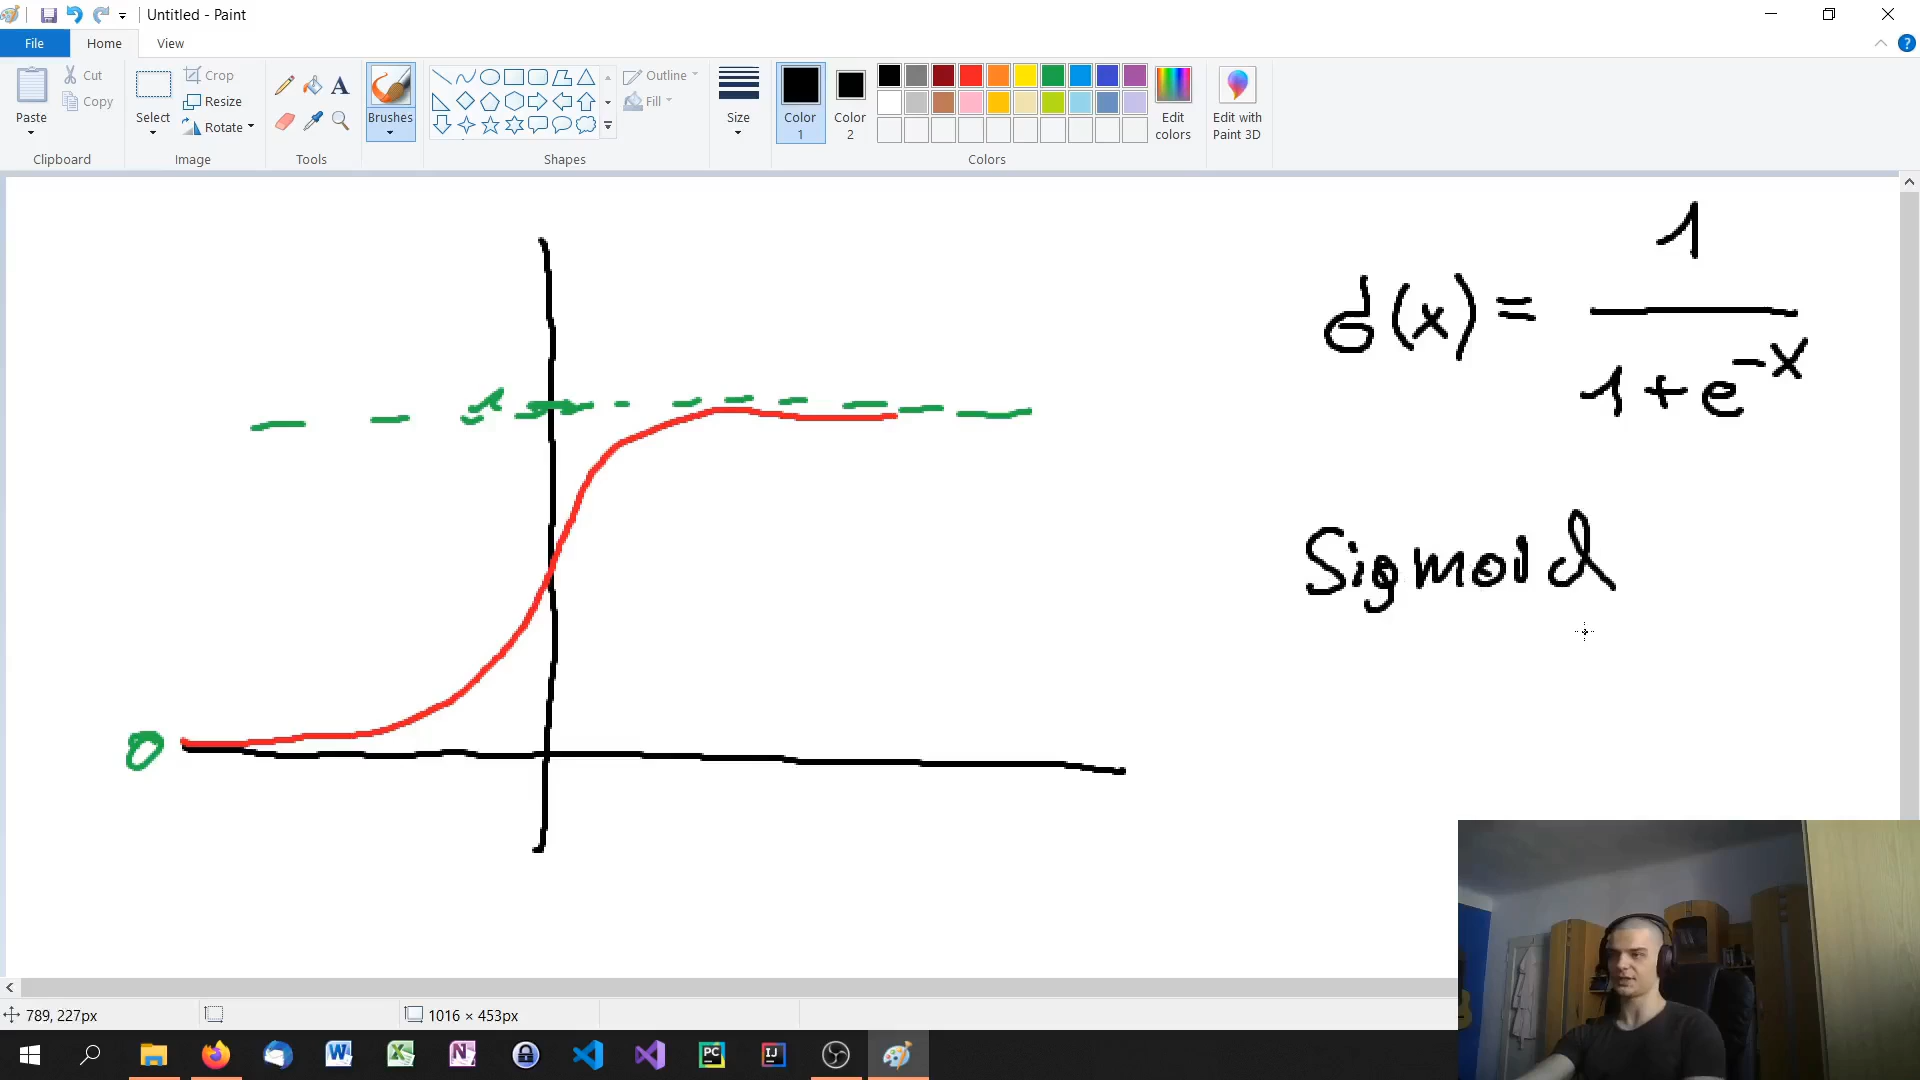 Untitled - Paint
File Home View
Paste Cut Copy Clipboard
Select Crop Resize Rotate Image
Tools
Brushes
Outline Fill Shapes
Size
Color 1 Color 2 Edit colors Colors
Edit with Paint 3D
1
σ(x) = 1 + e^-x
1
Sigmoid
0
789, 227px 1016 × 453px